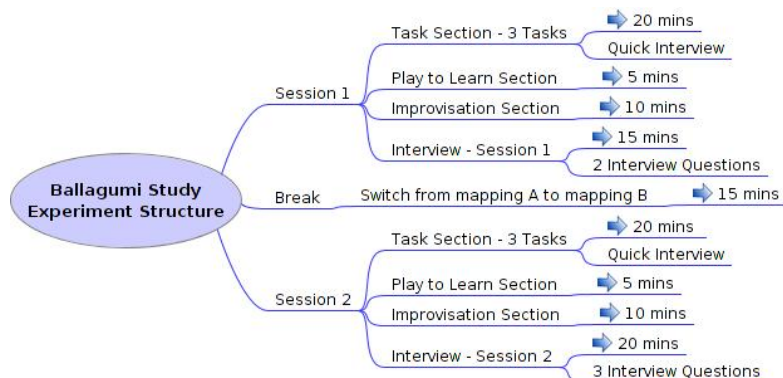 Ballagumi Study
Experiment Structure
Session 1
Task Section - 3 Tasks
20 mins
Quick Interview
Play to Learn Section
5 mins
Improvisation Section
10 mins
Interview - Session 1
15 mins
2 Interview Questions
Break
Switch from mapping A to mapping B
15 mins
Session 2
Task Section - 3 Tasks
20 mins
Quick Interview
Play to Learn Section
5 mins
Improvisation Section
10 mins
Interview - Session 2
20 mins
3 Interview Questions